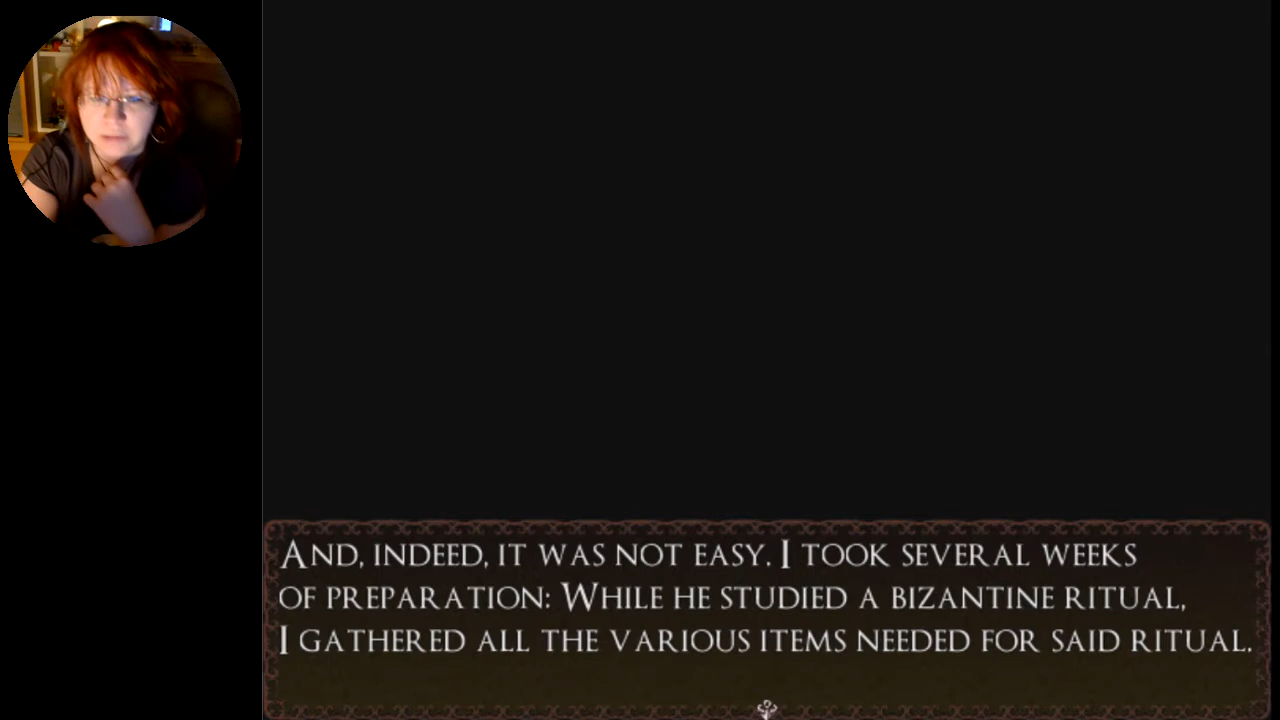 And, indeed, it was not easy. I took several weeks
of preparation: While he studied a bizantine ritual,
I gathered all the various items needed for said ritual.